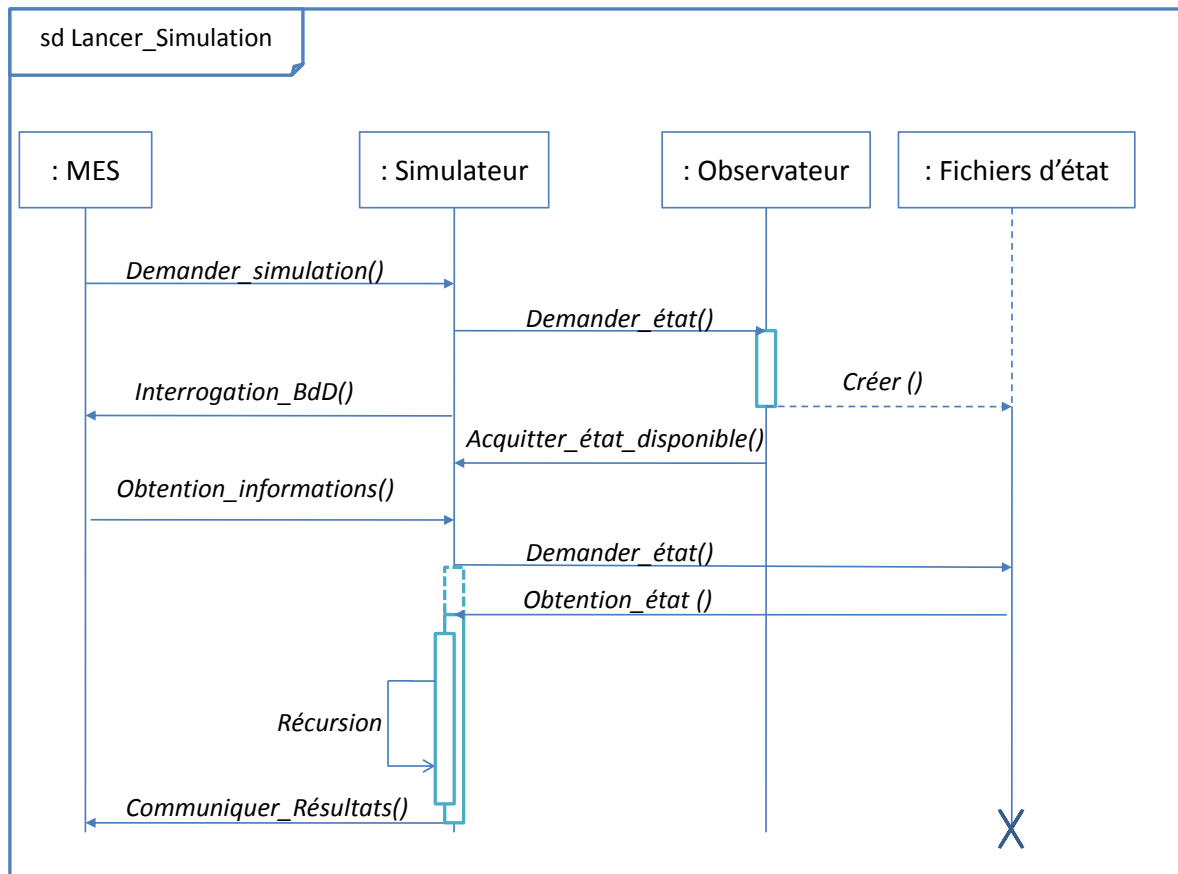 sd Lancer_Simulation
: MES
: Simulateur
: Observateur
: Fichiers d’état
Demander_simulation()
Demander_état()
Créer ()
Interrogation_BdD()
Acquitter_état_disponible()
Obtention_informations()
Demander_état()
Obtention_état ()
Récursion
Communiquer_Résultats()